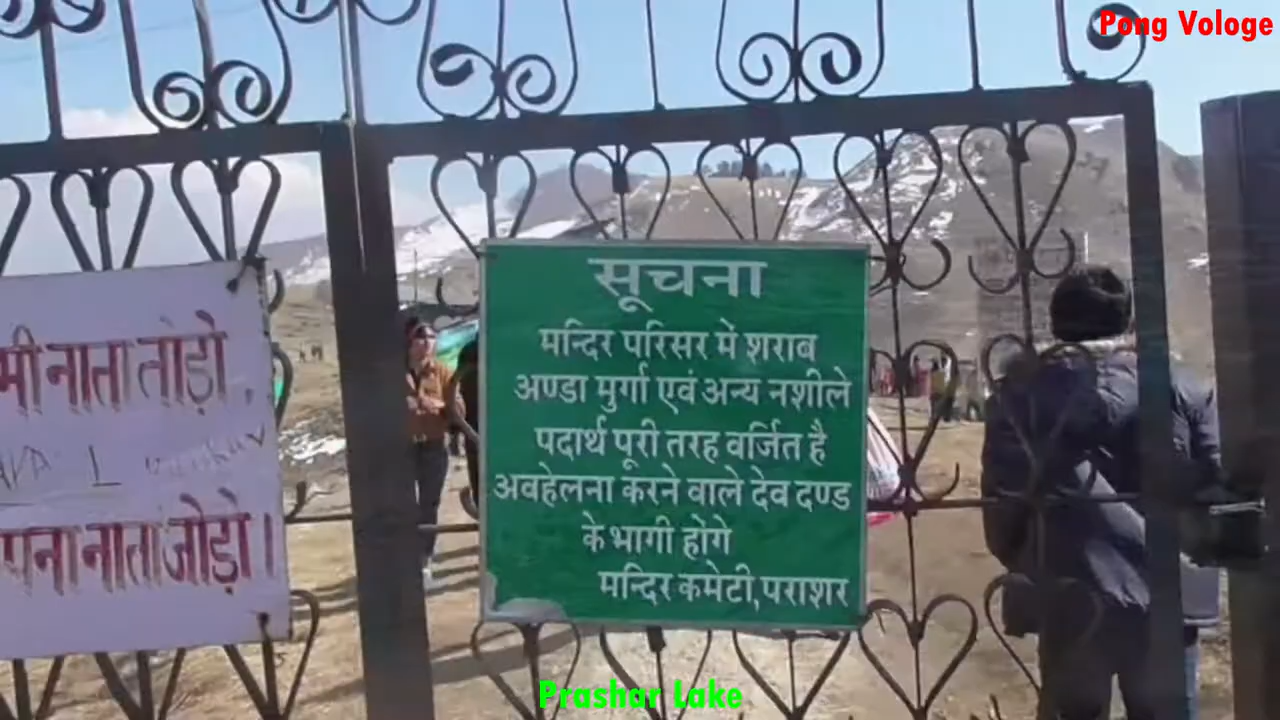 Pong Vologe
सूचना
मन्दिर परिसर में शराब
अण्डा मुर्गा एवं अन्य नशीले
पदार्थ पूरी तरह वर्जित है
अवहेलना करने वाले देव दण्ड
के भागी होंगे
मन्दिर कमेटी,पराशर
नाता तोड़ो,
नाता जोड़ो।
Prashar Lake